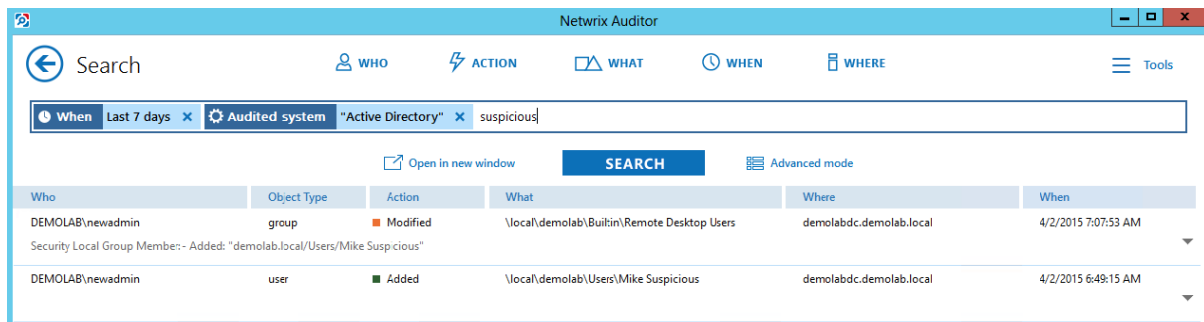 Netwrix Auditor
Search
WHO ACTION WHAT WHEN WHERE
Tools
When Last 7 days Audited system "Active Directory" suspicious
Open in new window SEARCH Advanced mode
Who Object Type Action What Where When
DEMOLAB\newadmin group Modified \local\demolab\Builtin\Remote Desktop Users demolabdc.demolab.local 4/2/2015 7:07:53 AM
Security Local Group Member: - Added: "demolab.local/Users/Mike Suspicious"
DEMOLAB\newadmin user Added \local\demolab\Users\Mike Suspicious demolabdc.demolab.local 4/2/2015 6:49:15 AM